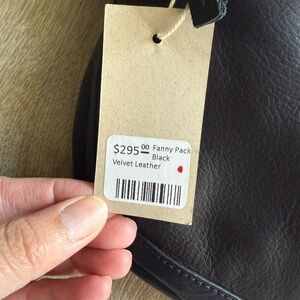 $295.00 Fanny Pack
Black
Velvet Leather